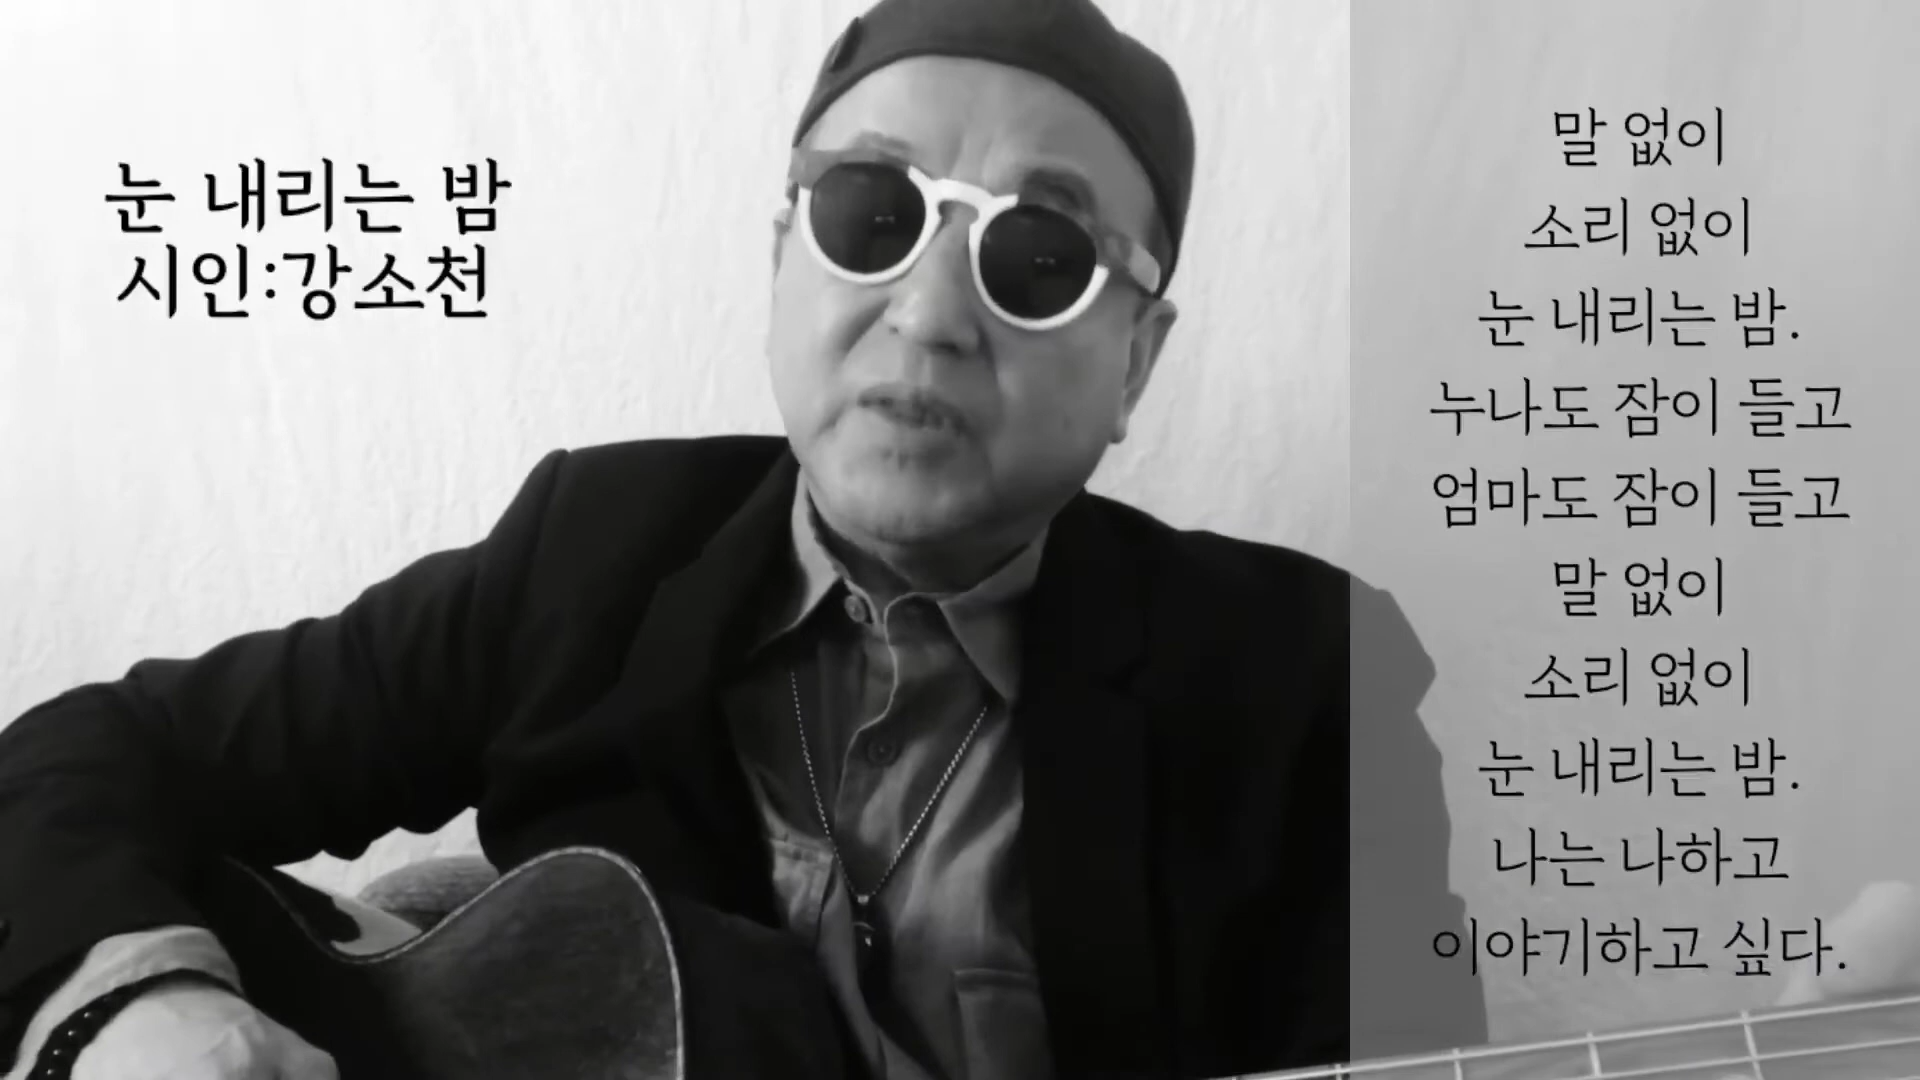 눈 내리는 밤
시인:강소천
말 없이
소리 없이
눈 내리는 밤.
누나도 잠이 들고
엄마도 잠이 들고
말 없이
소리 없이
눈 내리는 밤.
나는 나하고
이야기하고 싶다.